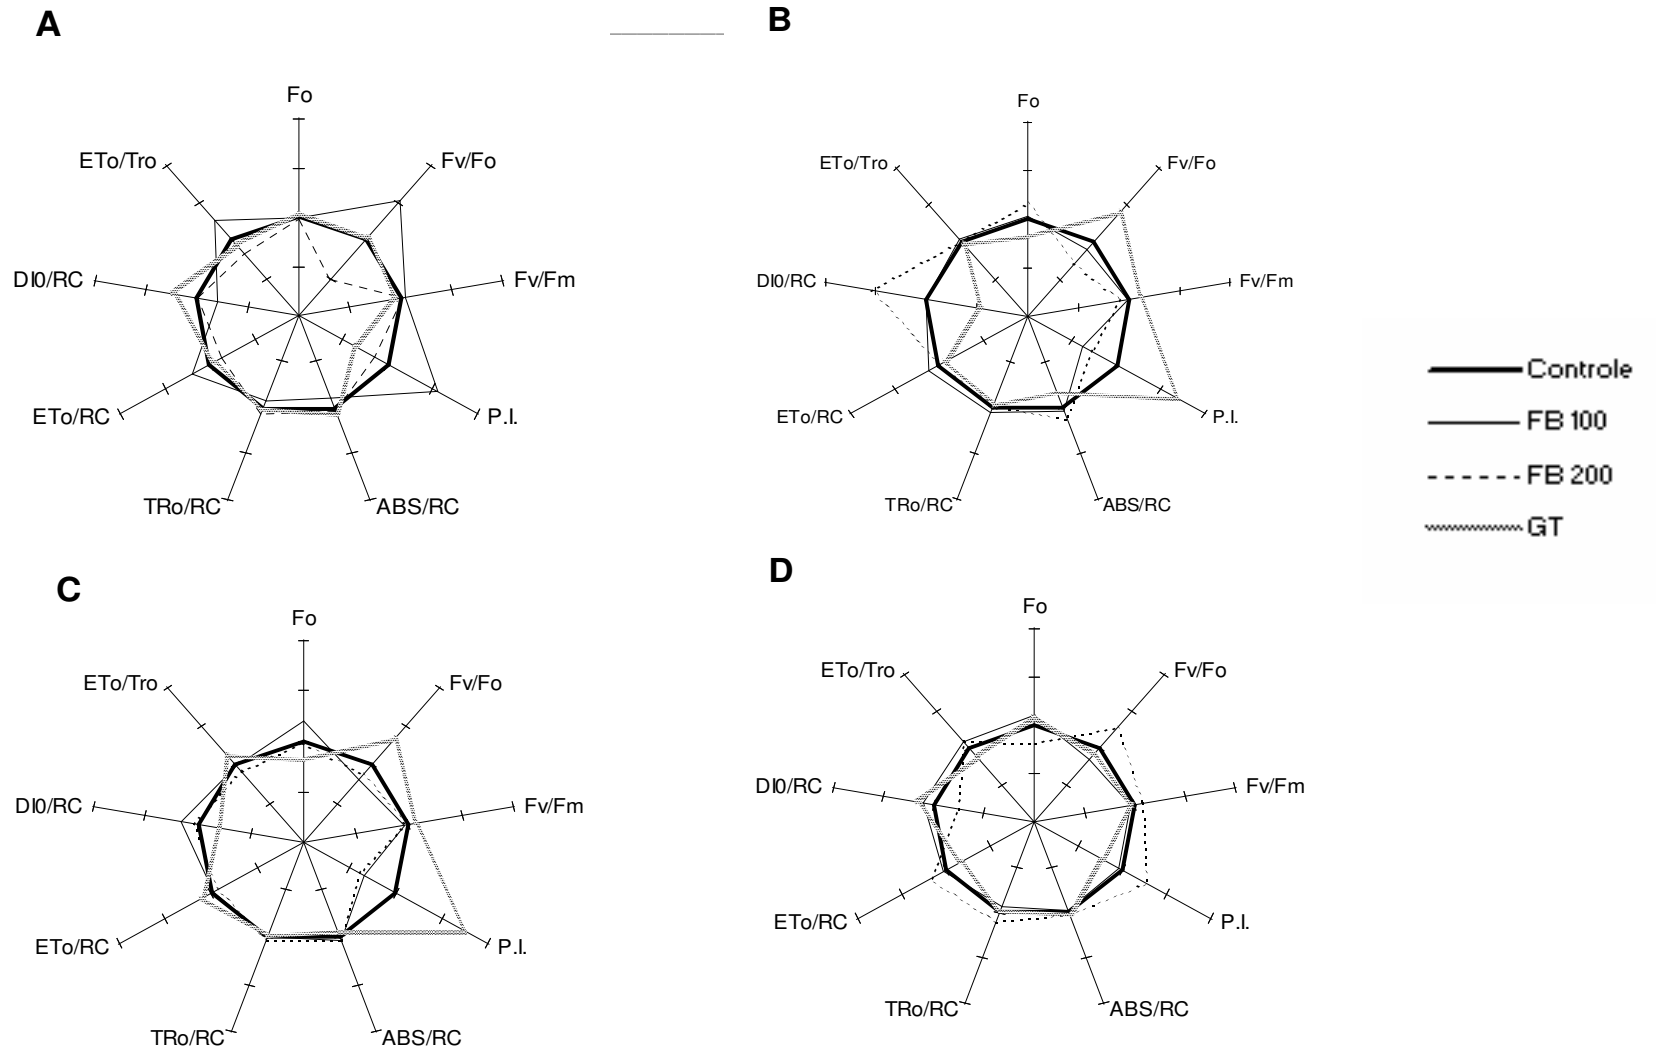 A
Fo
Fv/Fo
Fv/Fm
P.I.
ABS/RC
TRo/RC
ETo/RC
DI0/RC
ETo/Tro
B
Fo
Fv/Fo
Fv/Fm
P.I.
ABS/RC
TRo/RC
ETo/RC
DI0/RC
ETo/Tro
Controle
FB 100
FB 200
GT
C
Fo
Fv/Fo
Fv/Fm
P.I.
ABS/RC
TRo/RC
ETo/RC
DI0/RC
ETo/Tro
D
Fo
Fv/Fo
Fv/Fm
P.I.
ABS/RC
TRo/RC
ETo/RC
DI0/RC
ETo/Tro